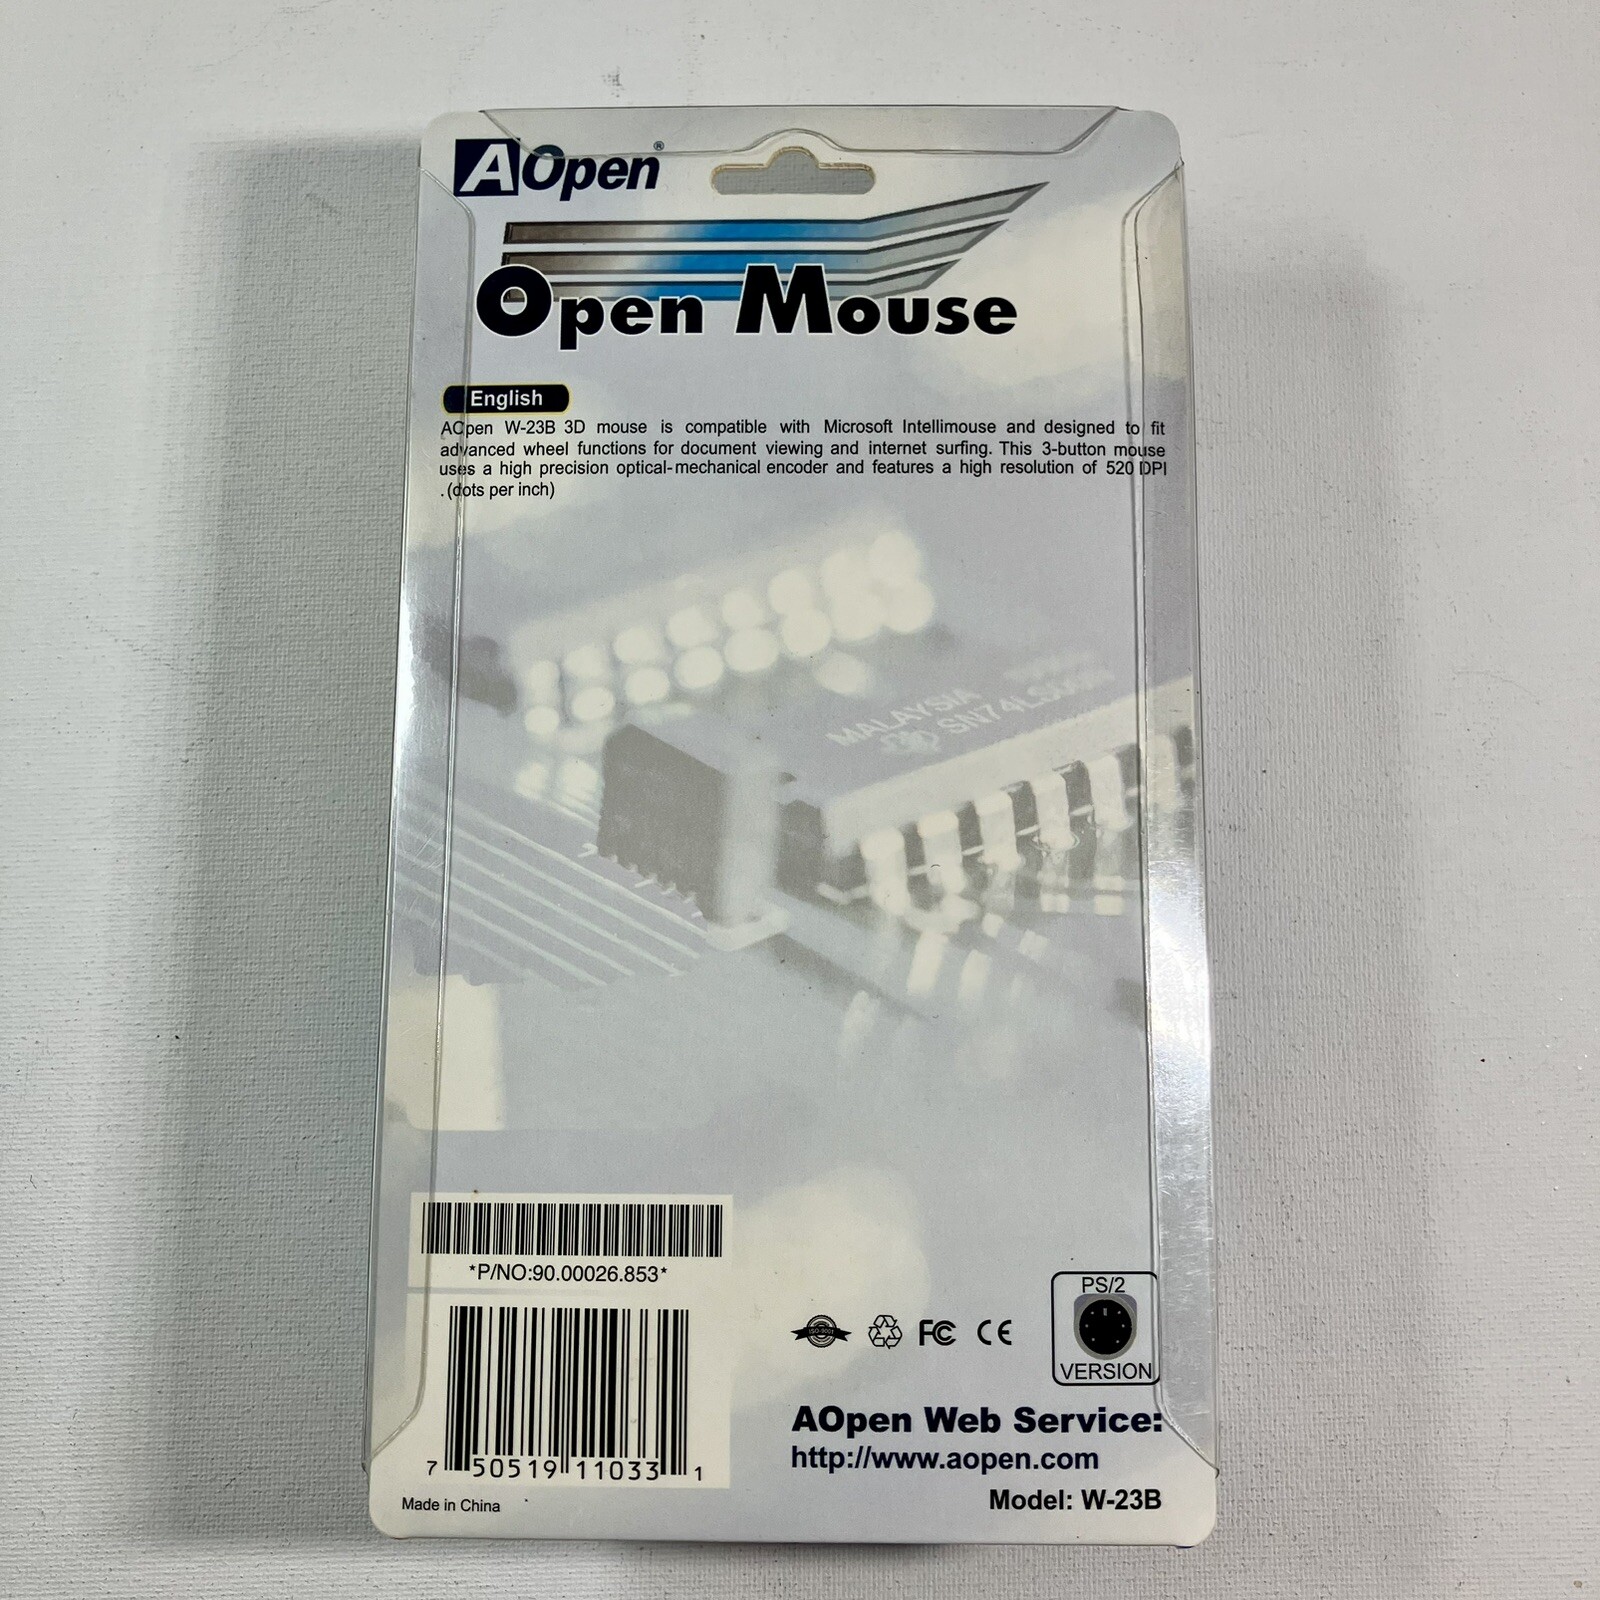 AOpen®
Open Mouse
English
AOpen W-23B 3D mouse is compatible with Microsoft Intellimouse and designed to fit
advanced wheel functions for document viewing and internet surfing. This 3-button mouse
uses a high precision optical-mechanical encoder and features a high resolution of 520 DPI
.(dots per inch)
MALAYSIA
*P/NO:90.00026.853*
7 50519 11033 1
Made in China
ISO-9001
FC CE
PS/2
VERSION
AOpen Web Service:
http://www.aopen.com
Model: W-23B